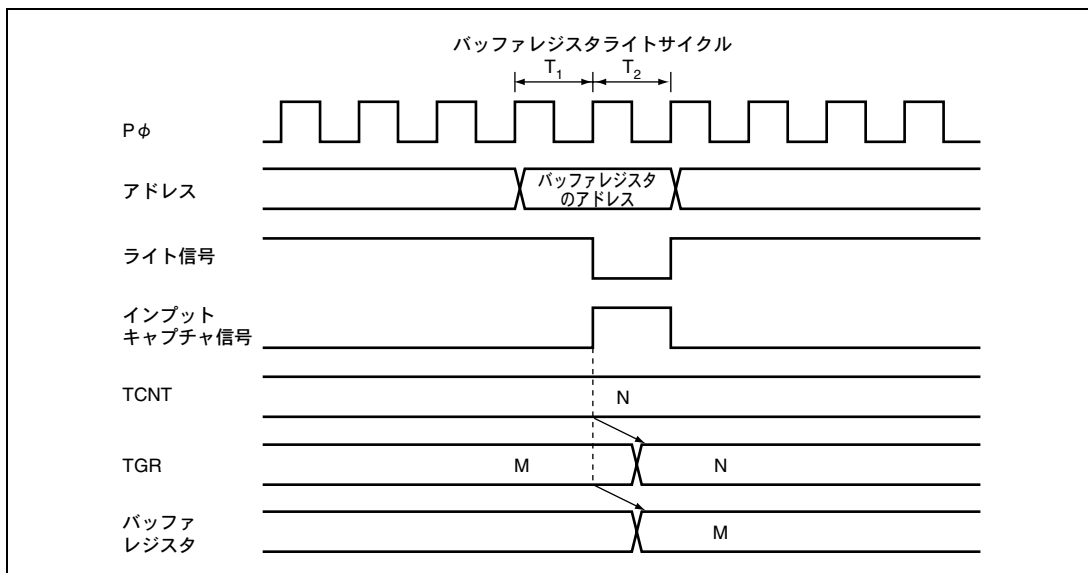 バッファレジスタライトサイクル
T1 T2
Pφ
アドレス
バッファレジスタ
のアドレス
ライト信号
インプット
キャプチャ信号
TCNT
N
TGR
M N
バッファ
レジスタ
M